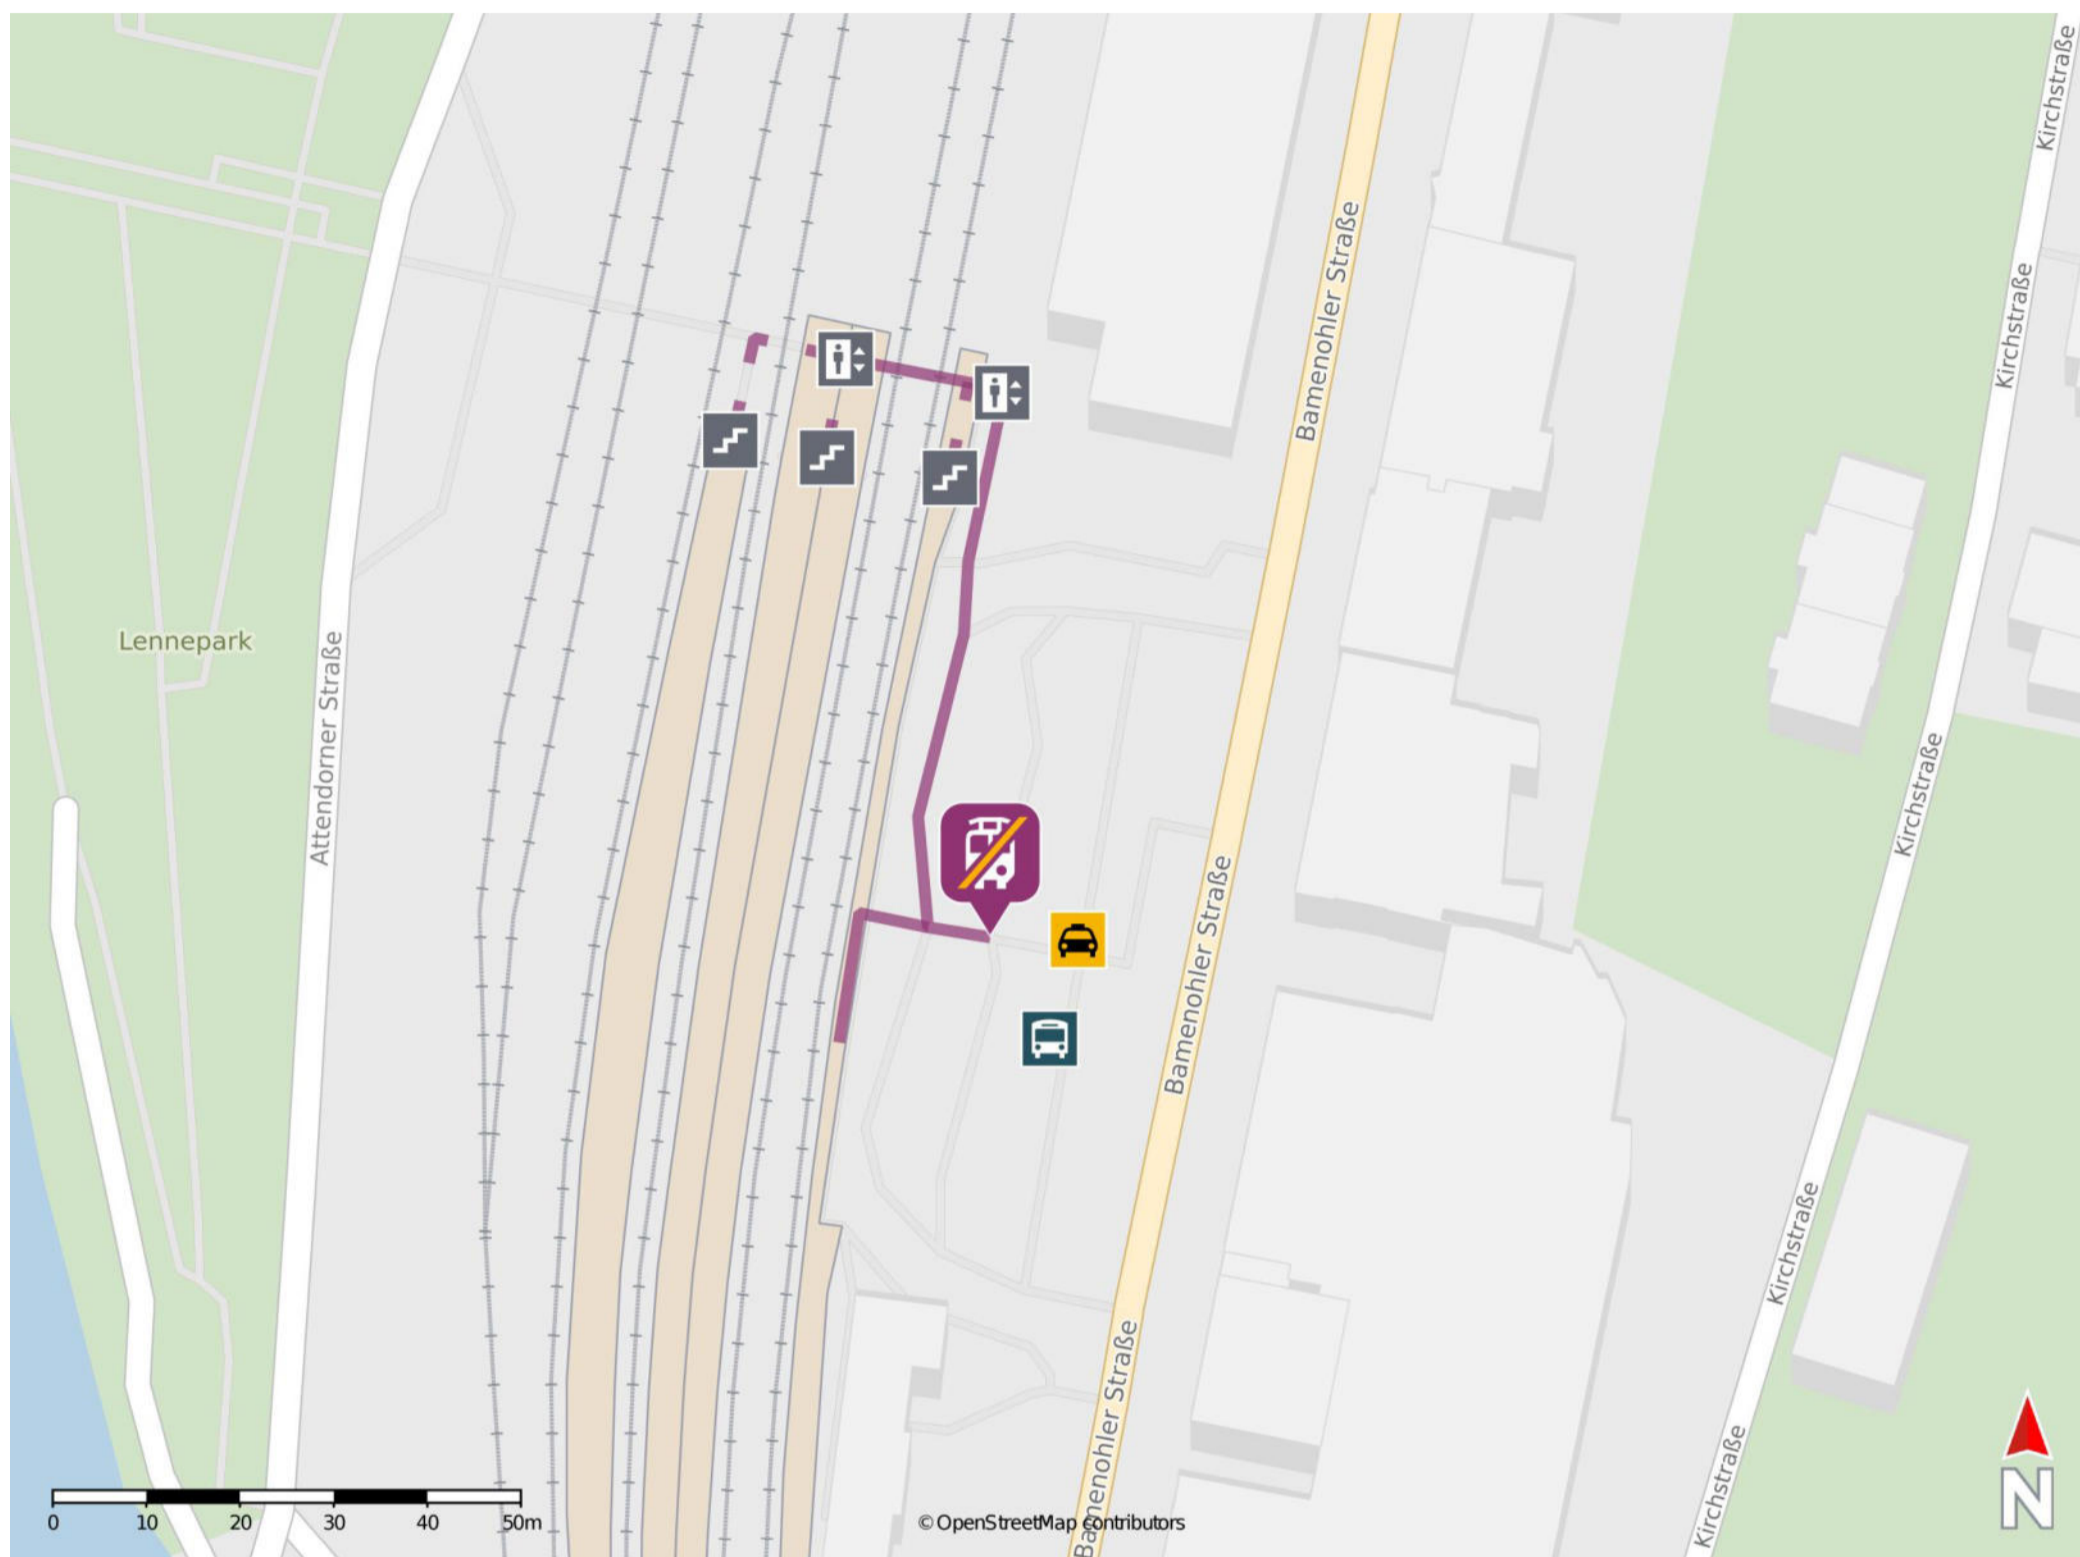 Kirchstraße
Kirchstraße
Bamenohler Straße
Kirchstraße
Lennepark
Attendorner Straße
Kirchstraße
Bamenohler Straße
Kirchstraße
Bamenohler Straße
Kirchstraße
0 10 20 30 40 50m
© OpenStreetMap contributors
N